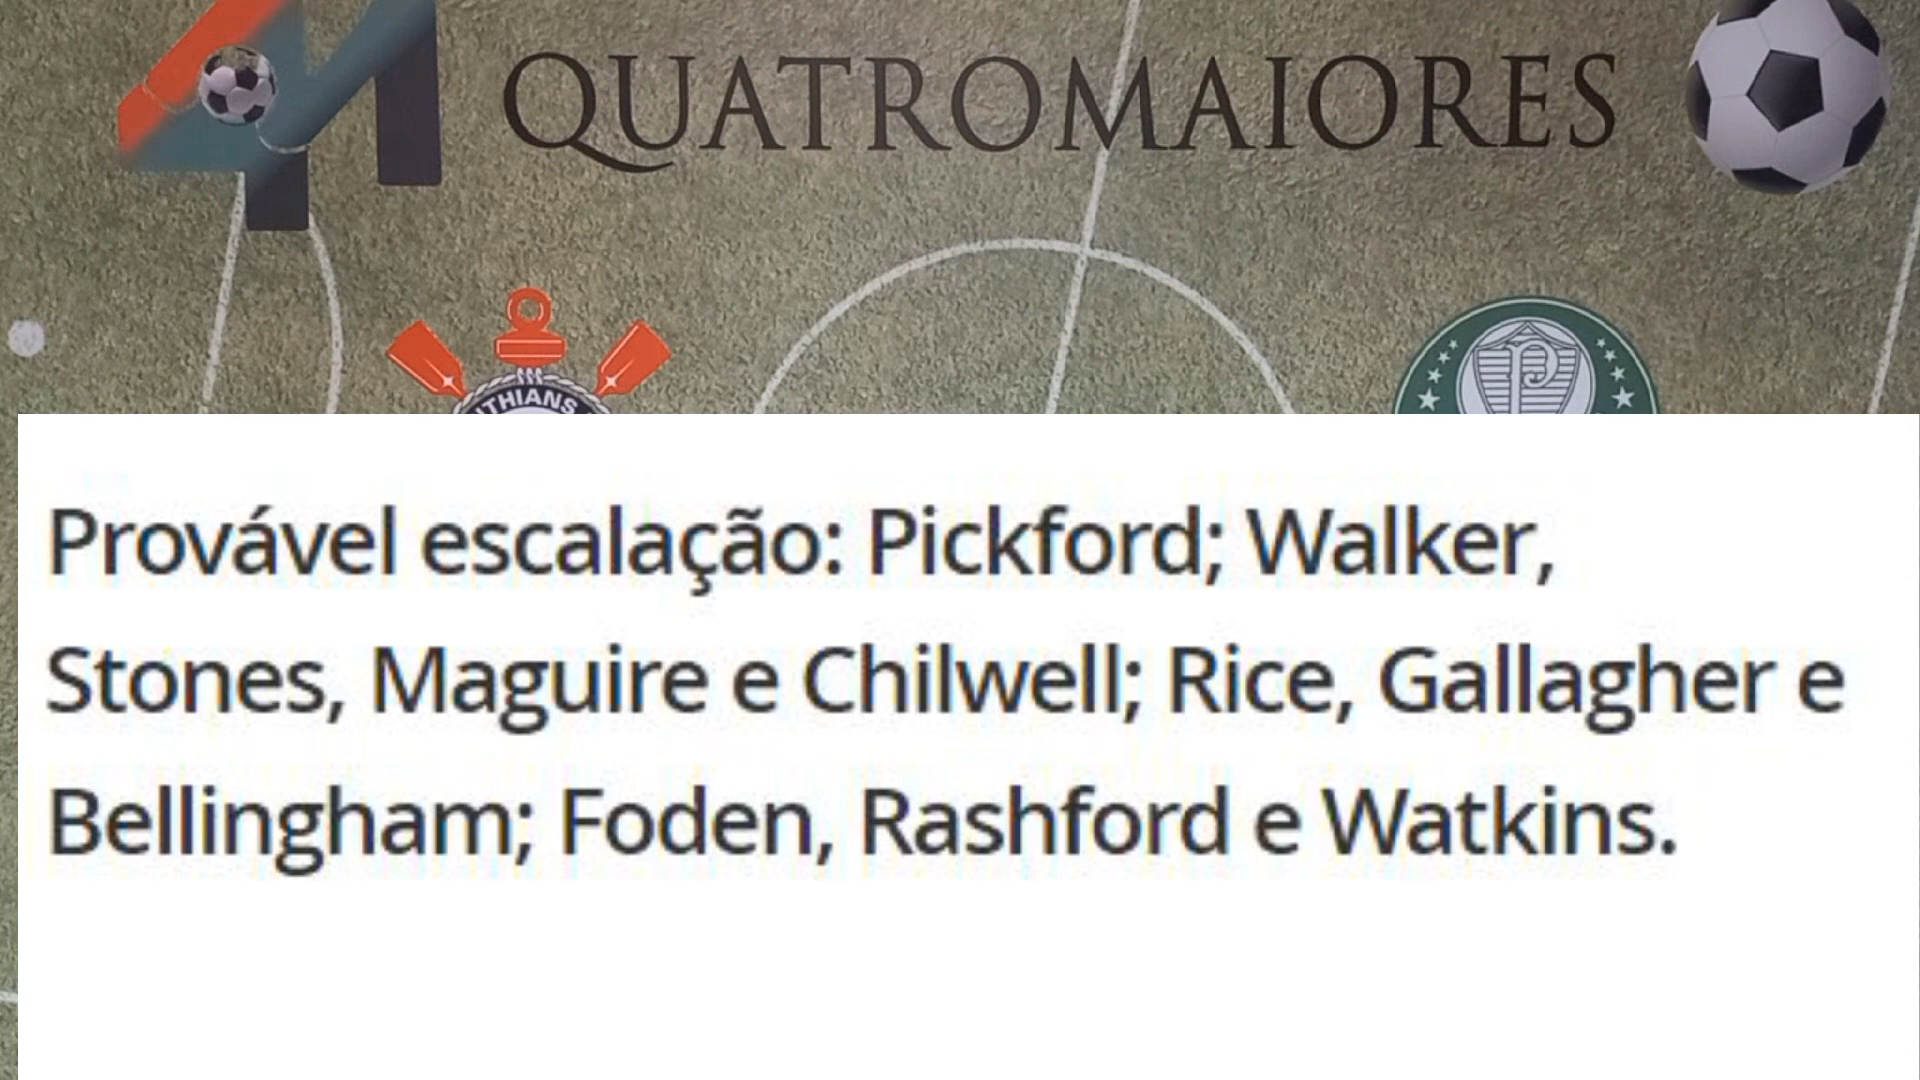 QUATROMAIORES
THIANS
P
Provável escalação: Pickford; Walker,
Stones, Maguire e Chilwell; Rice, Gallagher e
Bellingham; Foden, Rashford e Watkins.